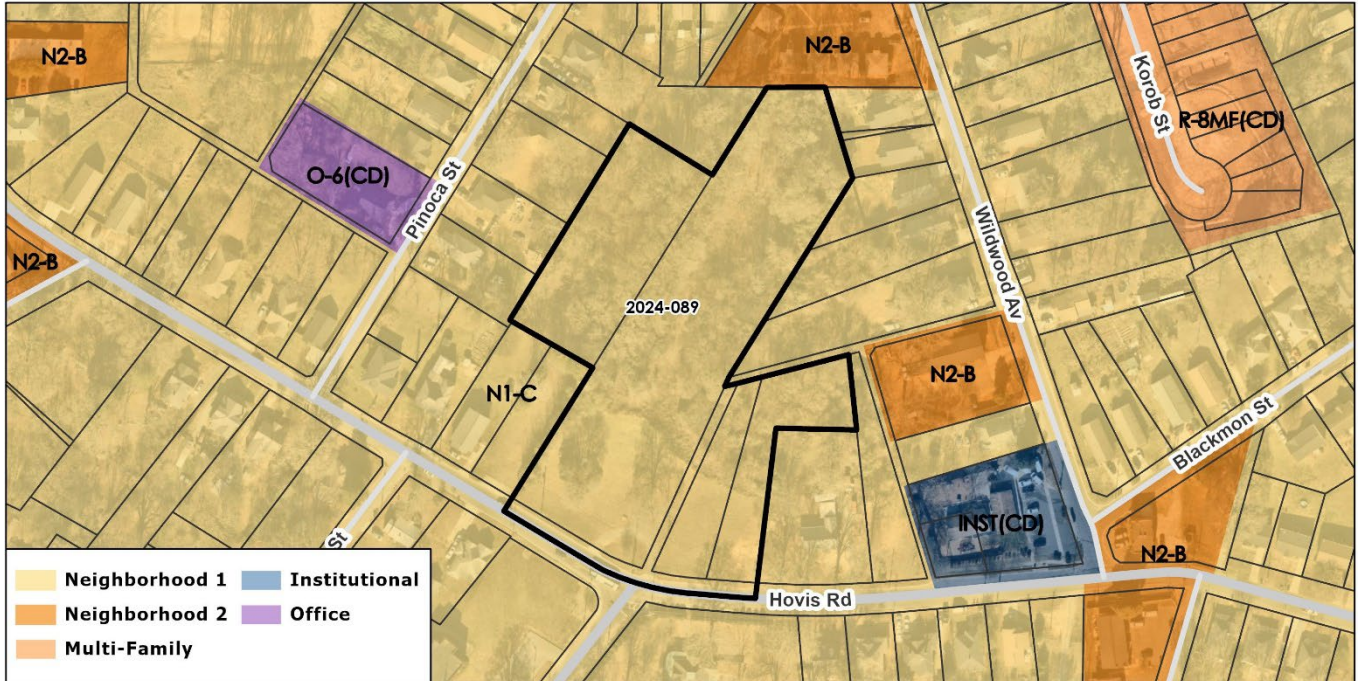 N2-B
N2-B
Korob St
R-8MF(CD)
O-6(CD)
Pinoca St
Wildwood Av
N2-B
2024-089
N1-C
N2-B
Blackmon St
INST(CD)
N2-B
St
Hovis Rd
Neighborhood 1
Institutional
Neighborhood 2
Office
Multi-Family